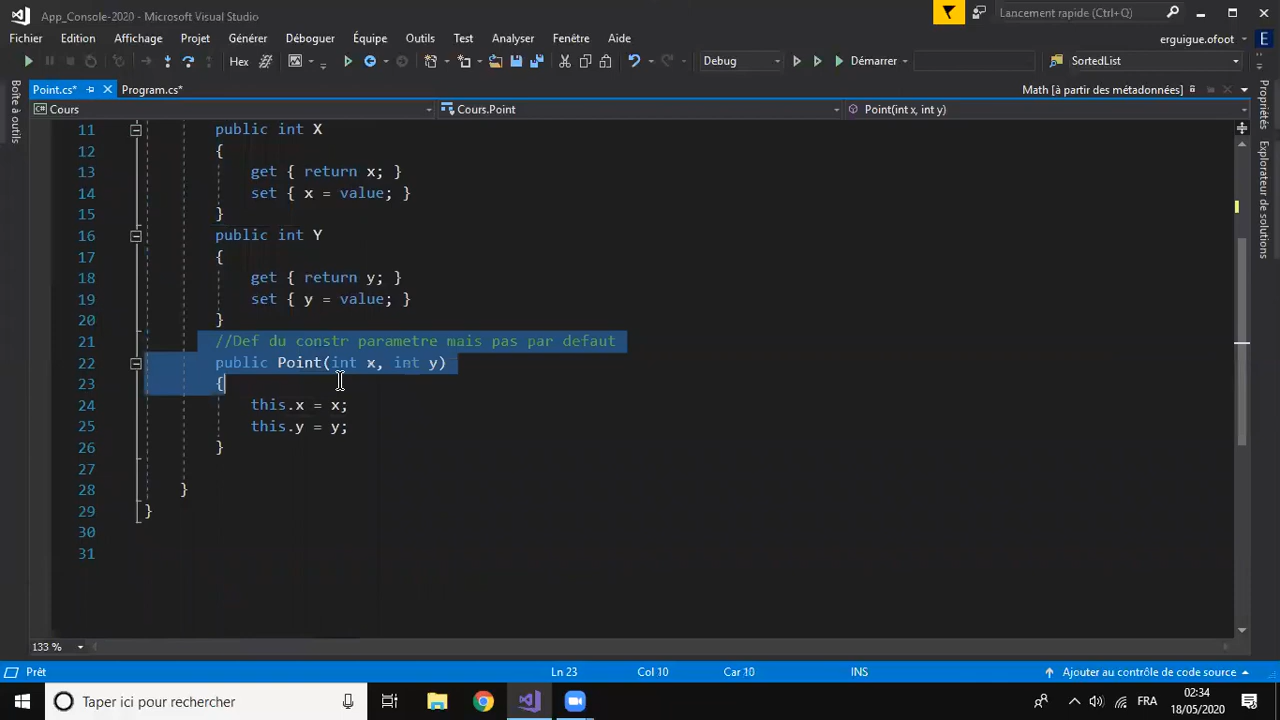 App_Console-2020 - Microsoft Visual Studio
Lancement rapide (Ctrl+D)
Fichier Edition Affichage Projet Générer Déboguer Équipe Outils Test Analyser Fenêtre Aide
erguigue.ofoot E
Hex Debug Démarrer SortedList
Point.cs* Program.cs* Math [à partir des métadonnées]
Cours Cours.Point Point(int x, int y)
Boîte à outils
Propriétés
Explorateur de solutions
11 public int X
12 {
13 get { return x; }
14 set { x = value; }
15 }
16 public int Y
17 {
18 get { return y; }
19 set { y = value; }
20 }
21 //Def du constr parametre mais pas par defaut
22 public Point(int x, int y)
23 {
24 this.x = x;
25 this.y = y;
26 }
27
28 }
29 }
30
31
133 %
Prêt Ln 23 Col 10 Car 10 INS Ajouter au contrôle de code source
Taper ici pour rechercher FRA 02:34
18/05/2020